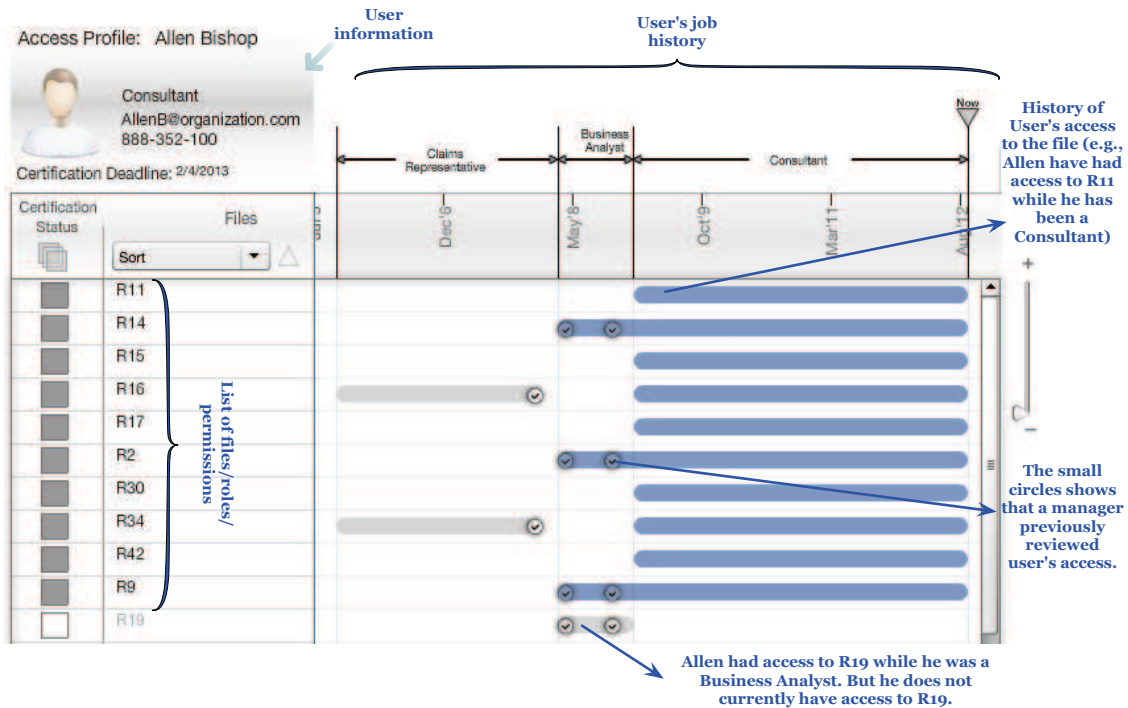 User
information
User's job
history
Access Profile: Allen Bishop
Consultant
AllenB@organization.com
888-352-100
Certification Deadline: 2/4/2013
Now
Claims
Representative
Business
Analyst
Consultant
History of
User's access
to the file (e.g.,
Allen have had
access to R11
while he has
been a
Consultant)
Certification
Status
Files
Sort
Dec'6
May'8
Oct'9
Mar'11
Aug'12
+
−
R11
R14
R15
R16
R17
R2
R30
R34
R42
R9
R19
List of files/roles/
permissions
The small
circles shows
that a manager
previously
reviewed
user's access.
Allen had access to R19 while he was a
Business Analyst. But he does not
currently have access to R19.